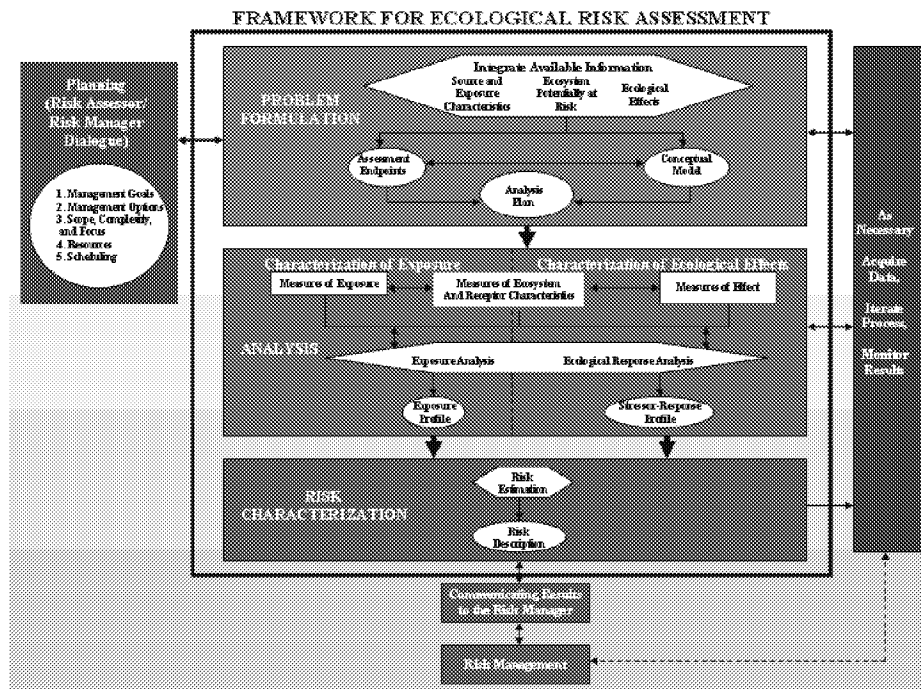 FRAMEWORK FOR ECOLOGICAL RISK ASSESSMENT
Planning
(Risk Assessor/
Risk Manager
Dialogue)
1. Management Goals
2. Management Options
3. Scope, Complexity,
and Focus
4. Resources
5. Scheduling
PROBLEM
FORMULATION
Integrate Available Information
Source and
Exposure
Characteristics
Ecosystem
Potentially at
Risk
Ecological
Effects
Assessment
Endpoints
Conceptual
Model
Analysis
Plan
Characterization of Exposure
Characterization of Ecological Effects
Measures of Exposure
Measures of Ecosystem
And Receptor Characteristics
Measures of Effect
ANALYSIS
Exposure Analysis
Ecological Response Analysis
Exposure
Profile
Stressor-Response
Profile
RISK
CHARACTERIZATION
Risk
Estimation
Risk
Description
Communicating Results
to the Risk Manager
Risk Management
As
Necessary
Acquire
Data,
Iterate
Process,
Monitor
Results